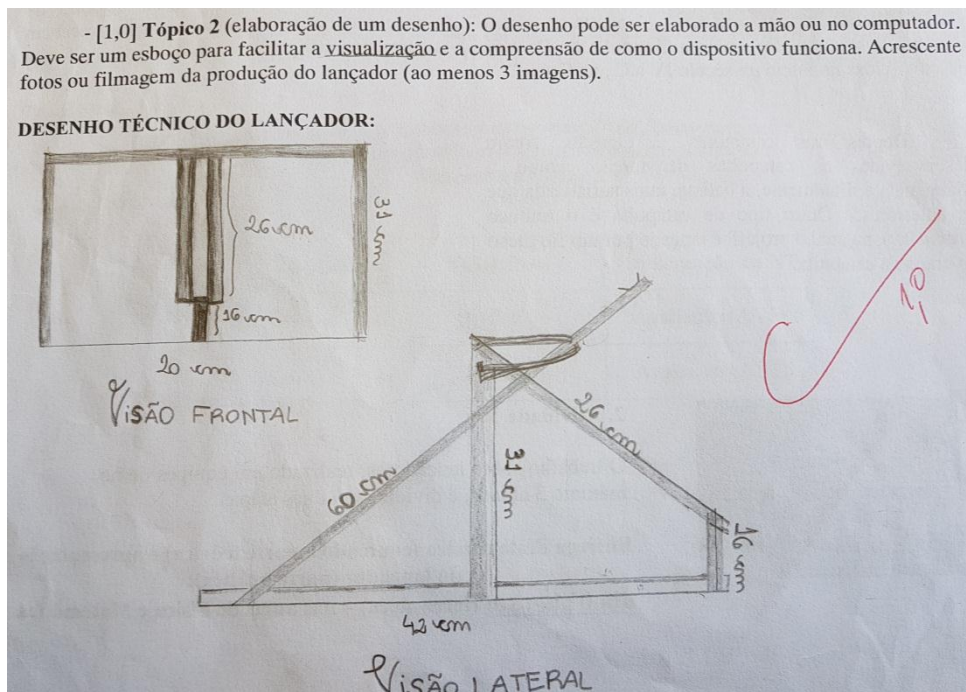 - [1,0] Tópico 2 (elaboração de um desenho): O desenho pode ser elaborado a mão ou no computador.
Deve ser um esboço para facilitar a visualização e a compreensão de como o dispositivo funciona. Acrescente
fotos ou filmagem da produção do lançador (ao menos 3 imagens).
DESENHO TÉCNICO DO LANÇADOR:
26 cm
31 cm
16 cm
20 cm
VISÃO FRONTAL
1,0
26 cm
60 cm
31 cm
16 cm
42 cm
VISÃO LATERAL